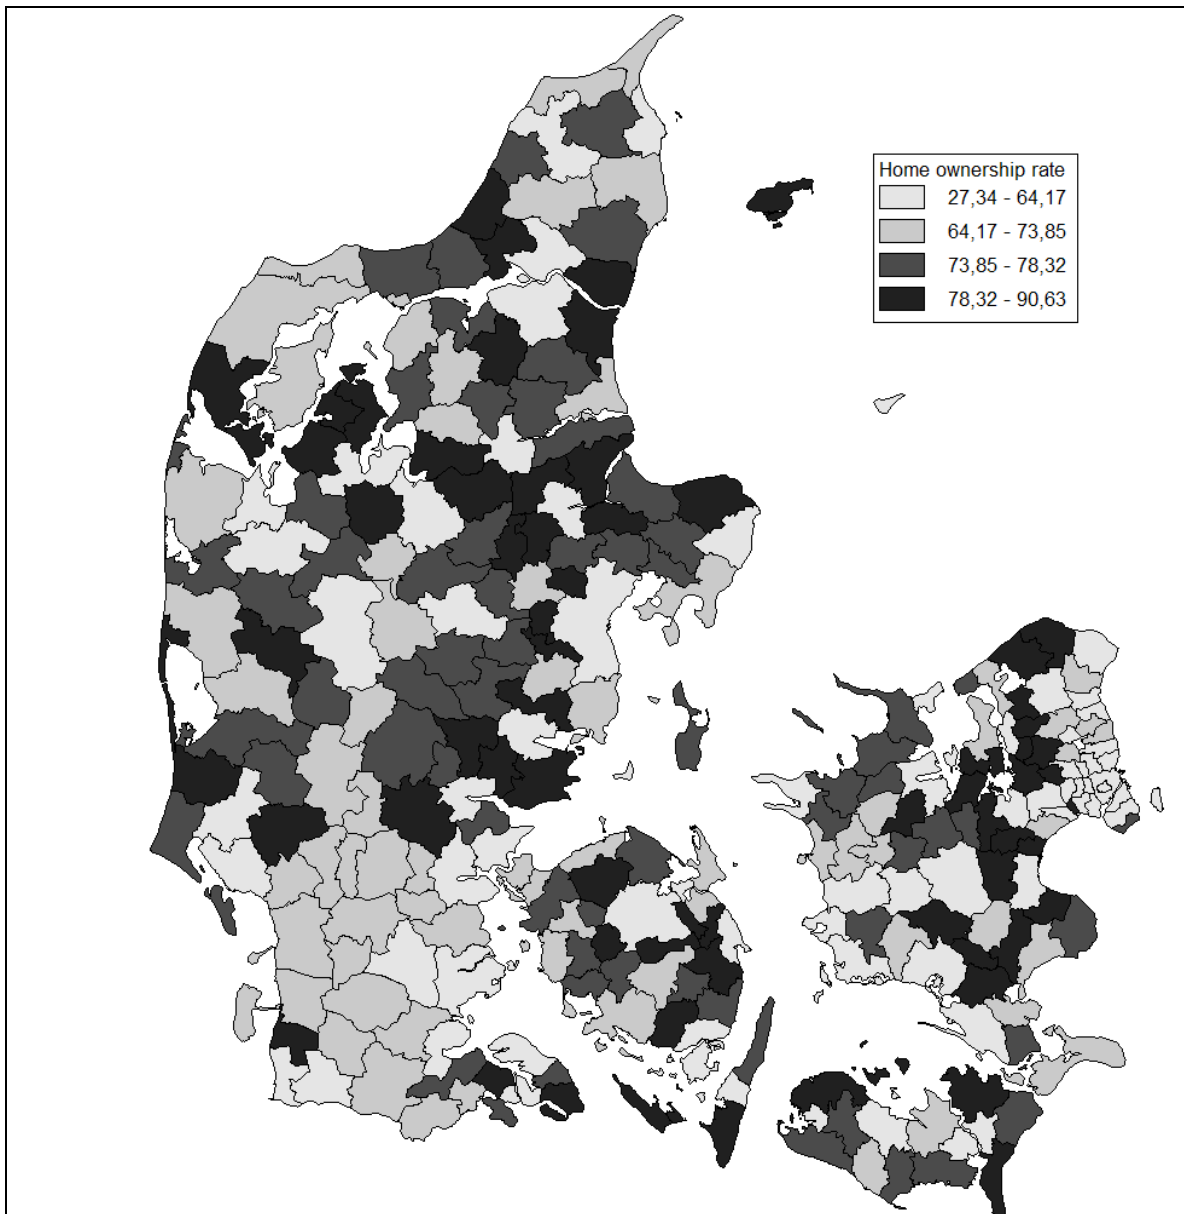 Home ownership rate
27,34 - 64,17
64,17 - 73,85
73,85 - 78,32
78,32 - 90,63